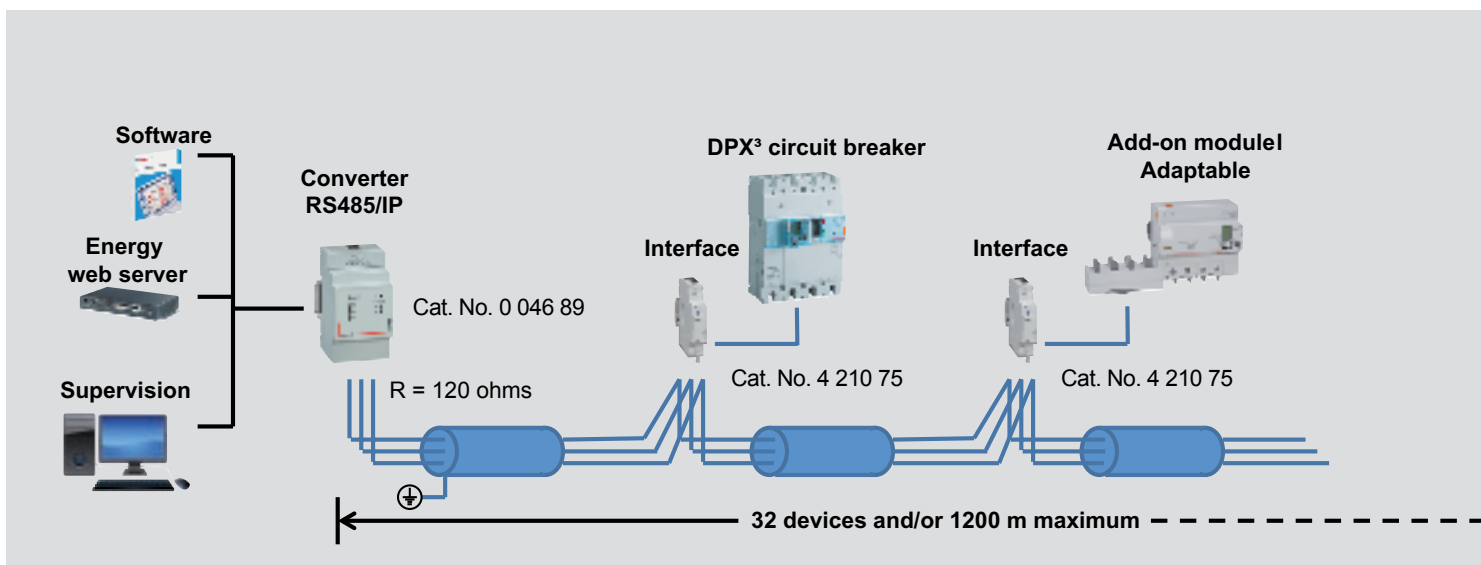 Software
Energy
web server
Supervision
Converter
RS485/IP
Cat. No. 0 046 89
R = 120 ohms
Interface
DPX³ circuit breaker
Cat. No. 4 210 75
Interface
Add-on modulel
Adaptable
Cat. No. 4 210 75
32 devices and/or 1200 m maximum